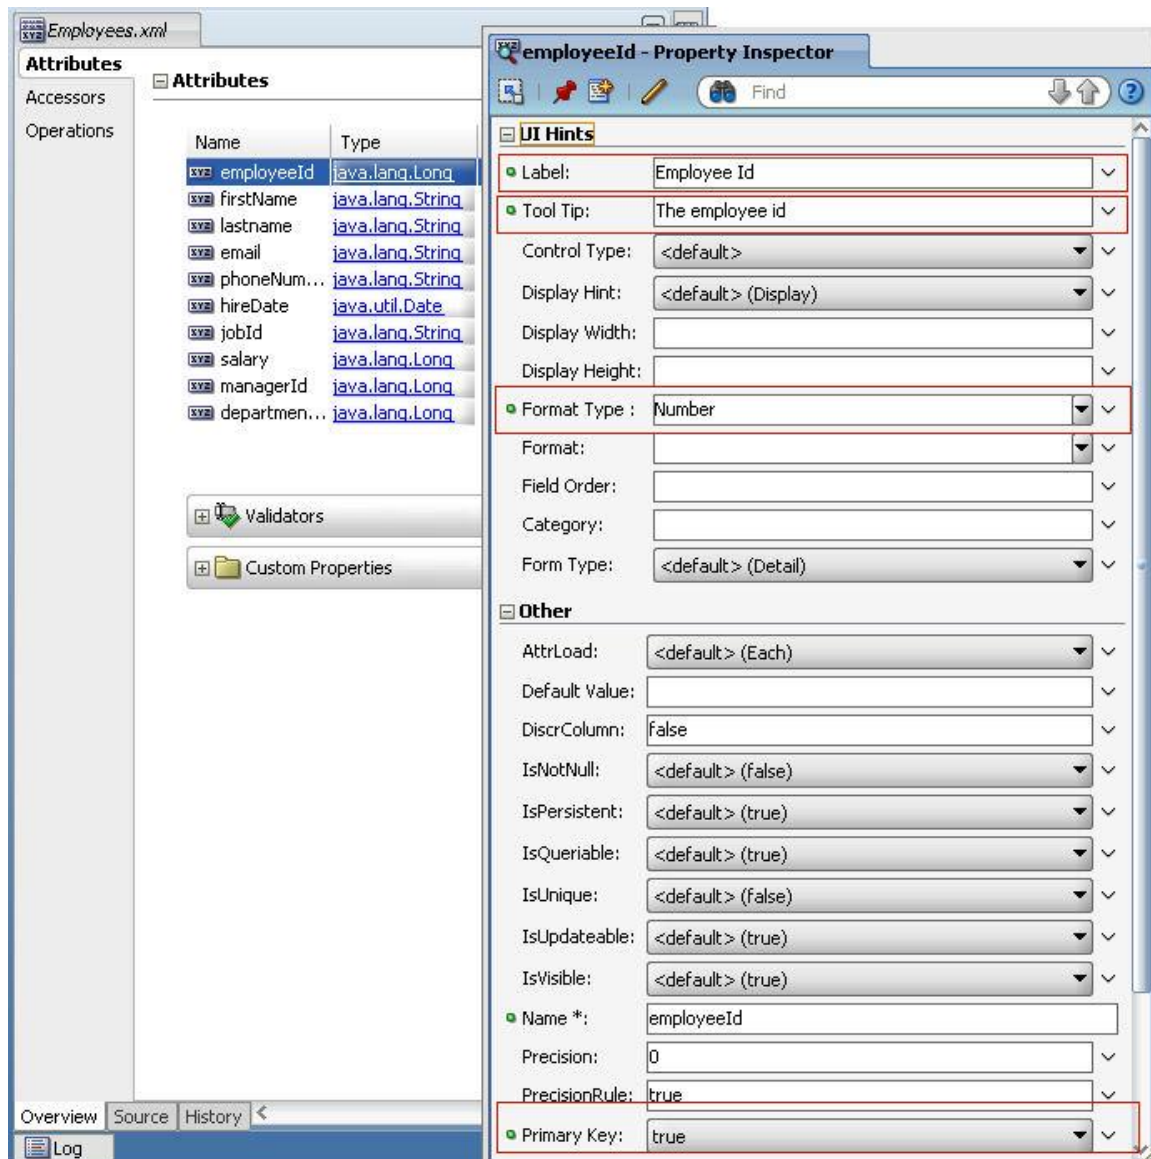 Employees.xml
Attributes
Accessors
Operations
Attributes
Name Type
employeeId java.lang.Long
firstName java.lang.String
lastname java.lang.String
email java.lang.String
phoneNum... java.lang.String
hireDate java.util.Date
jobId java.lang.String
salary java.lang.Long
managerId java.lang.Long
departmen... java.lang.Long
Validators
Custom Properties
Overview Source History
Log
employeeId - Property Inspector
Find
UI Hints
Label: Employee Id
Tool Tip: The employee id
Control Type: <default>
Display Hint: <default> (Display)
Display Width:
Display Height:
Format Type : Number
Format:
Field Order:
Category:
Form Type: <default> (Detail)
Other
AttrLoad: <default> (Each)
Default Value:
DiscrColumn: false
IsNotNull: <default> (false)
IsPersistent: <default> (true)
IsQueriable: <default> (true)
IsUnique: <default> (false)
IsUpdateable: <default> (true)
IsVisible: <default> (true)
Name *: employeeId
Precision: 0
PrecisionRule: true
Primary Key: true